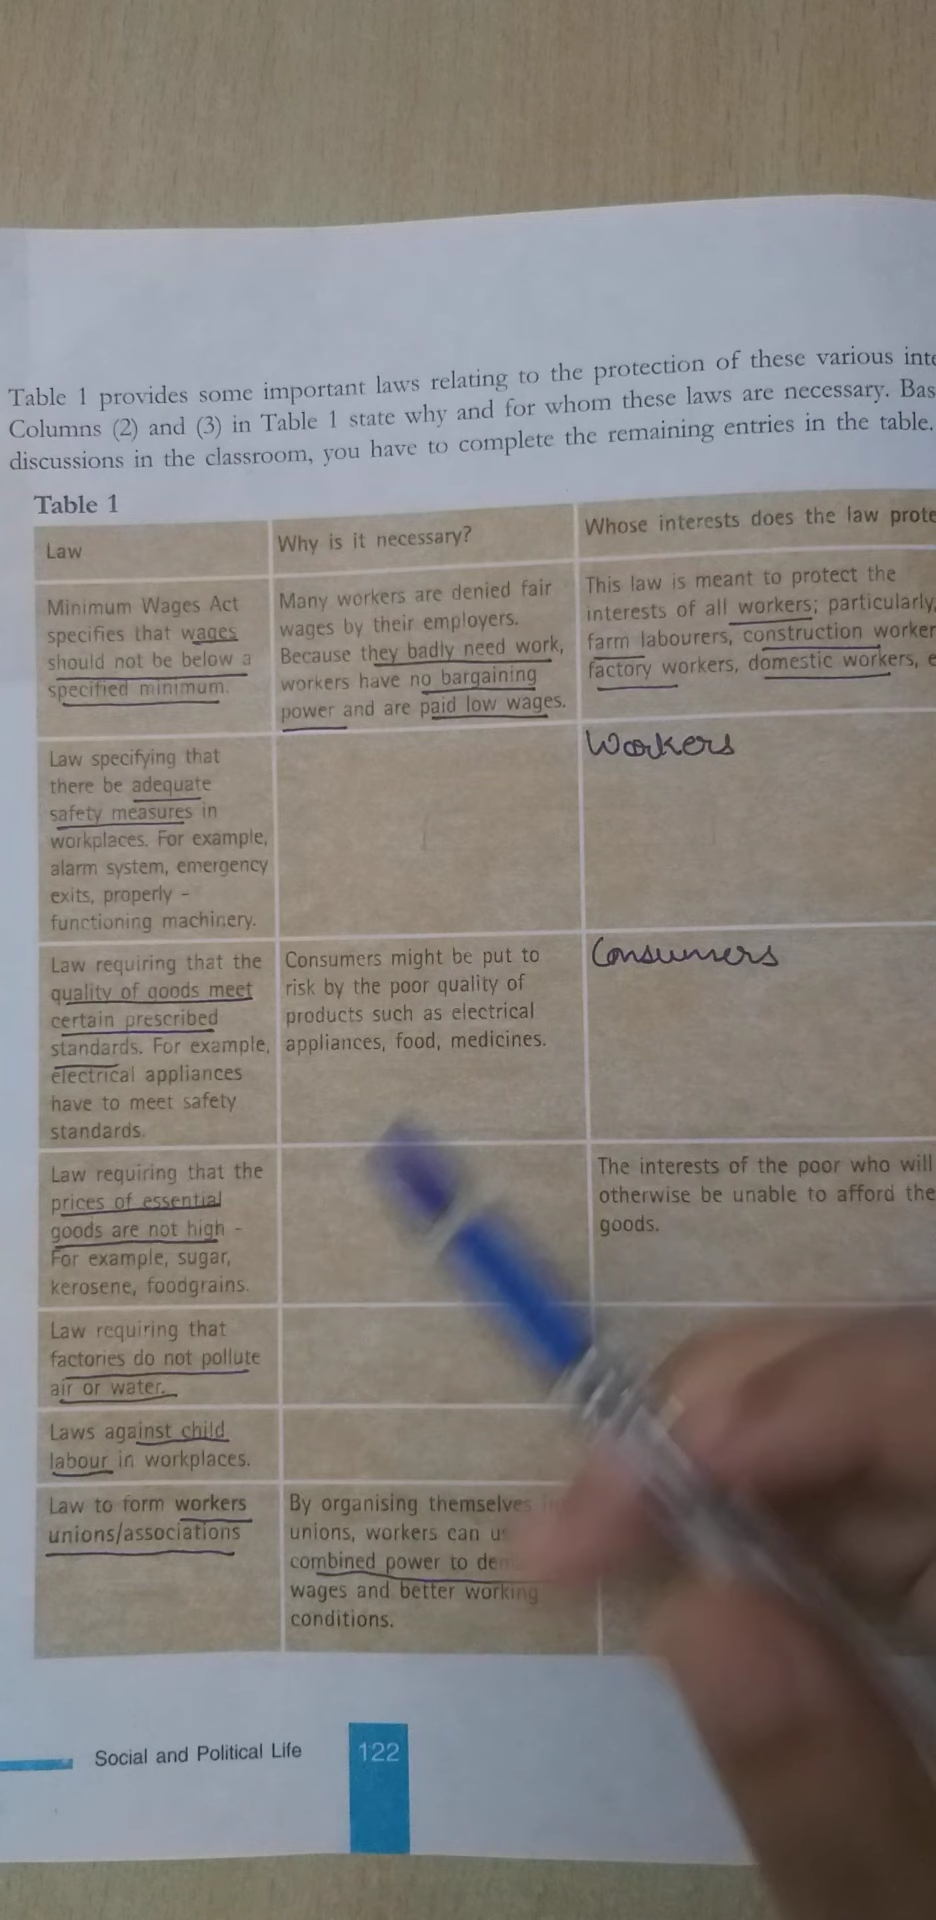 Table 1 provides some important laws relating to the protection of these various
Columns (2) and (3) in Table 1 state why and for whom these laws are necessary.
discussions in the classroom, you have to complete the remaining entries in the table.
Table 1
Law
Why is it necessary?
Whose interests does the law
Minimum Wages Act
specifies that wages
should not be below a
specified minimum.
Many workers are denied fair
wages by their employers.
Because they badly need work,
workers have no bargaining
power and are paid low wages.
This law is meant to protect the
interests of all workers; particularly,
farm labourers, construction
factory workers, domestic workers,
Law specifying that
there be adequate
safety measures in
workplaces. For example,
alarm system, emergency
exits, properly -
functioning machinery.
Workers
Law requiring that the
quality of goods meet
certain prescribed
standards. For example,
electrical appliances
have to meet safety
standards.
Consumers might be put to
risk by the poor quality of
products such as electrical
appliances, food, medicines.
Consumers
Law requiring that the
prices of essential
goods are not high -
For example, sugar,
kerosene, foodgrains.
The interests of the poor who will
otherwise be unable to afford
goods.
Law requiring that
factories do not pollute
air or water.
Laws against child
labour in workplaces.
Law to form workers
unions/associations
By organising themselves
unions, workers can
combined power to
wages and better working
conditions.
Social and Political Life
122